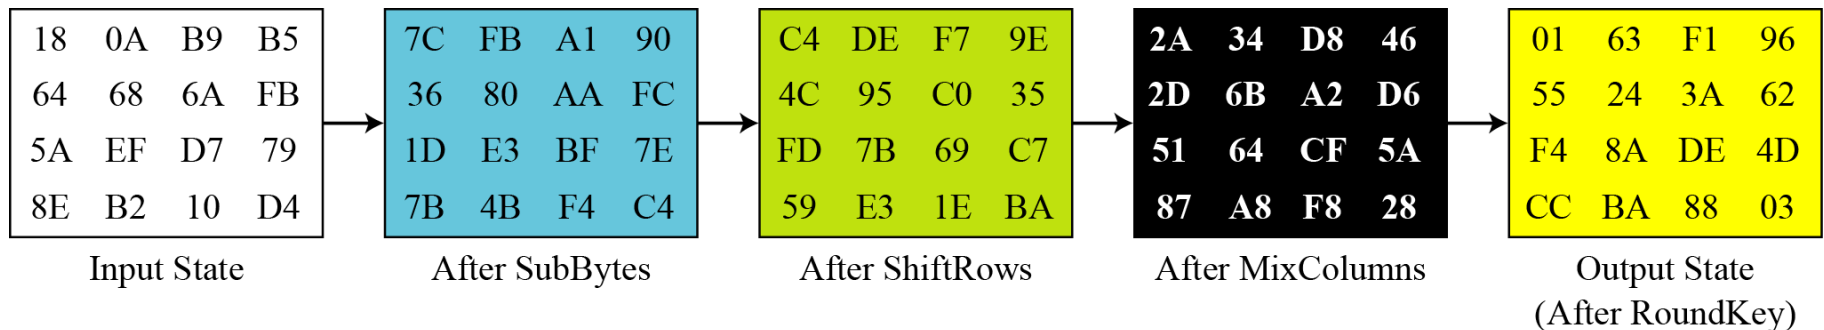 18 0A B9 B5 7C FB A1 90 C4 DE F7 9E 2A 34 D8 46 01 63 F1 96
64 68 6A FB 36 80 AA FC 4C 95 C0 35 2D 6B A2 D6 55 24 3A 62
5A EF D7 79 1D E3 BF 7E FD 7B 69 C7 51 64 CF 5A F4 8A DE 4D
8E B2 10 D4 7B 4B F4 C4 59 E3 1E BA 87 A8 F8 28 CC BA 88 03
Input State After SubBytes After ShiftRows After MixColumns Output State
(After RoundKey)